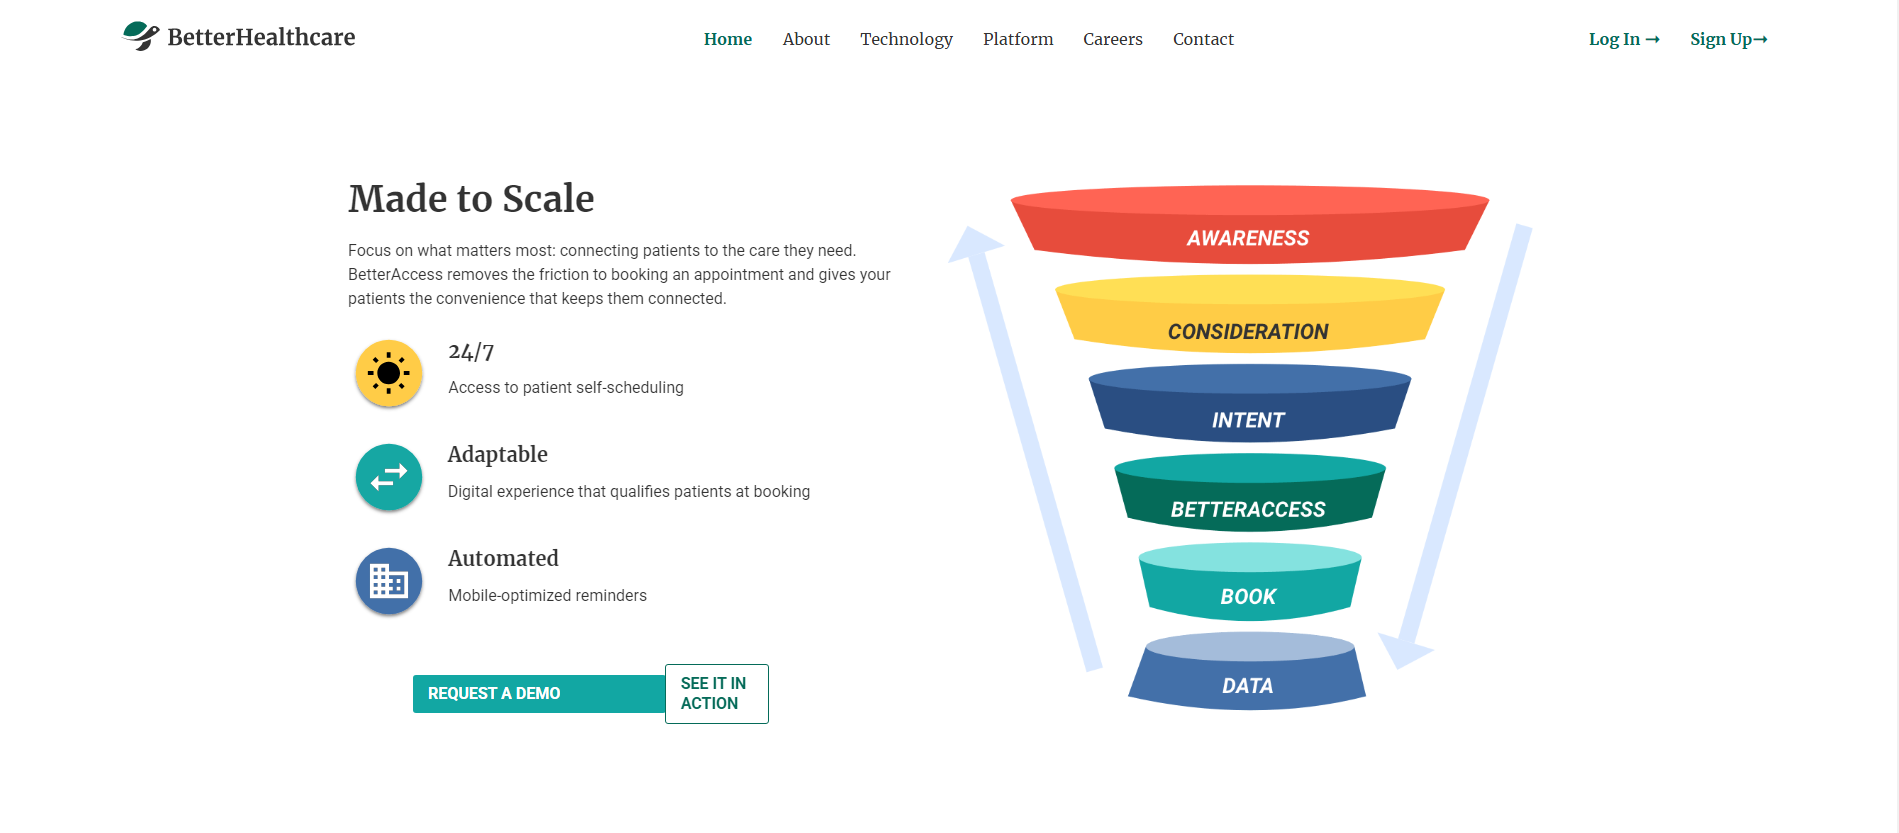 BetterHealthcare
Home About Technology Platform Careers Contact
Log In → Sign Up→
Made to Scale
Focus on what matters most: connecting patients to the care they need.
BetterAccess removes the friction to booking an appointment and gives your
patients the convenience that keeps them connected.
24/7
Access to patient self-scheduling
Adaptable
Digital experience that qualifies patients at booking
Automated
Mobile-optimized reminders
REQUEST A DEMO
SEE IT IN
ACTION
AWARENESS
CONSIDERATION
INTENT
BETTERACCESS
BOOK
DATA